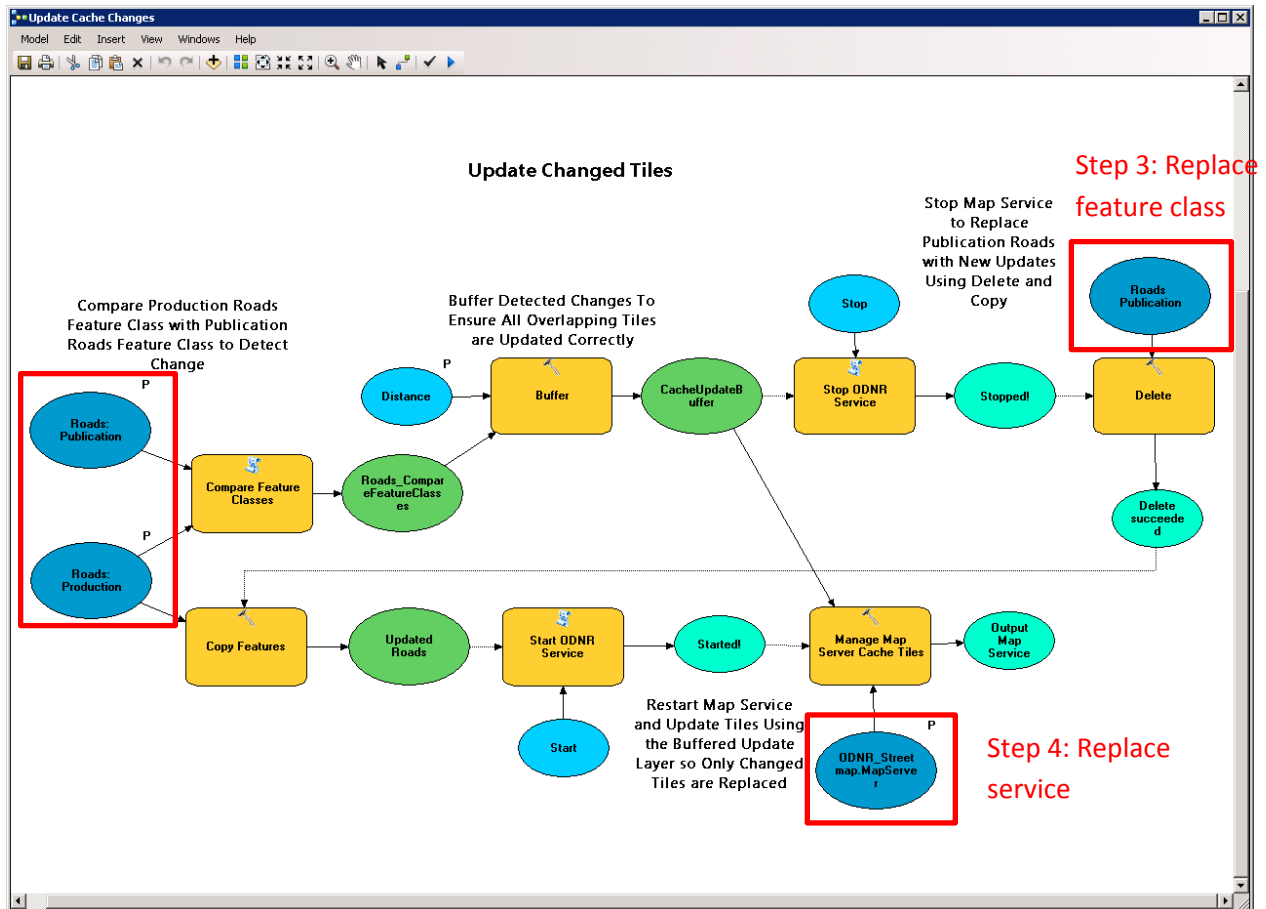 Update Cache Changes
Model Edit Insert View Windows Help
Update Changed Tiles
Step 3: Replace
feature class
Stop Map Service
to Replace
Publication Roads
with New Updates
Using Delete and
Copy
Roads
Publication
Compare Production Roads
Feature Class with Publication
Roads Feature Class to Detect
Change
Buffer Detected Changes To
Ensure All Overlapping Tiles
are Updated Correctly
Stop
P
Roads:
Publication
P
Distance
Buffer
CacheUpdateB
uffer
Stop ODNR
Service
Stopped!
Delete
Compare Feature
Classes
Roads_Compar
eFeatureClass
es
Delete
succeede
d
P
Roads:
Production
Copy Features
Updated
Roads
Start ODNR
Service
Started!
Manage Map
Server Cache Tiles
Output
Map
Service
Start
Restart Map Service
and Update Tiles Using
the Buffered Update
Layer so Only Changed
Tiles are Replaced
P
ODNR_Street
map.MapServe
r
Step 4: Replace
service